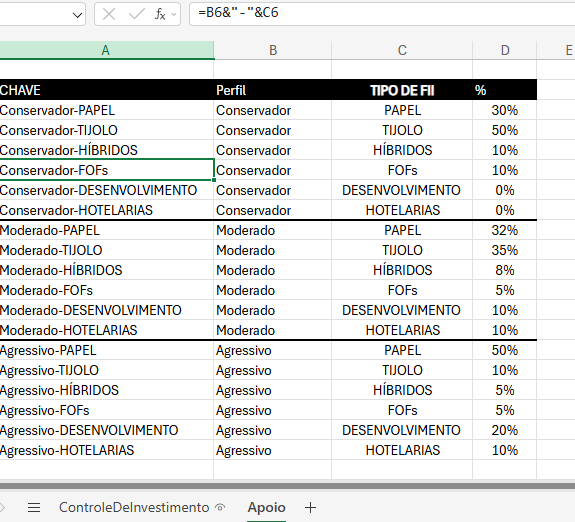 fx =B6&"-"&C6
A B C D E
CHAVE Perfil TIPO DE FII %
Conservador-PAPEL Conservador PAPEL 30%
Conservador-TIJOLO Conservador TIJOLO 50%
Conservador-HÍBRIDOS Conservador HÍBRIDOS 10%
Conservador-FOFs Conservador FOFs 10%
Conservador-DESENVOLVIMENTO Conservador DESENVOLVIMENTO 0%
Conservador-HOTELARIAS Conservador HOTELARIAS 0%
Moderado-PAPEL Moderado PAPEL 32%
Moderado-TIJOLO Moderado TIJOLO 35%
Moderado-HÍBRIDOS Moderado HÍBRIDOS 8%
Moderado-FOFs Moderado FOFs 5%
Moderado-DESENVOLVIMENTO Moderado DESENVOLVIMENTO 10%
Moderado-HOTELARIAS Moderado HOTELARIAS 10%
Agressivo-PAPEL Agressivo PAPEL 50%
Agressivo-TIJOLO Agressivo TIJOLO 10%
Agressivo-HÍBRIDOS Agressivo HÍBRIDOS 5%
Agressivo-FOFs Agressivo FOFs 5%
Agressivo-DESENVOLVIMENTO Agressivo DESENVOLVIMENTO 20%
Agressivo-HOTELARIAS Agressivo HOTELARIAS 10%
ControleDeInvestimento Apoio